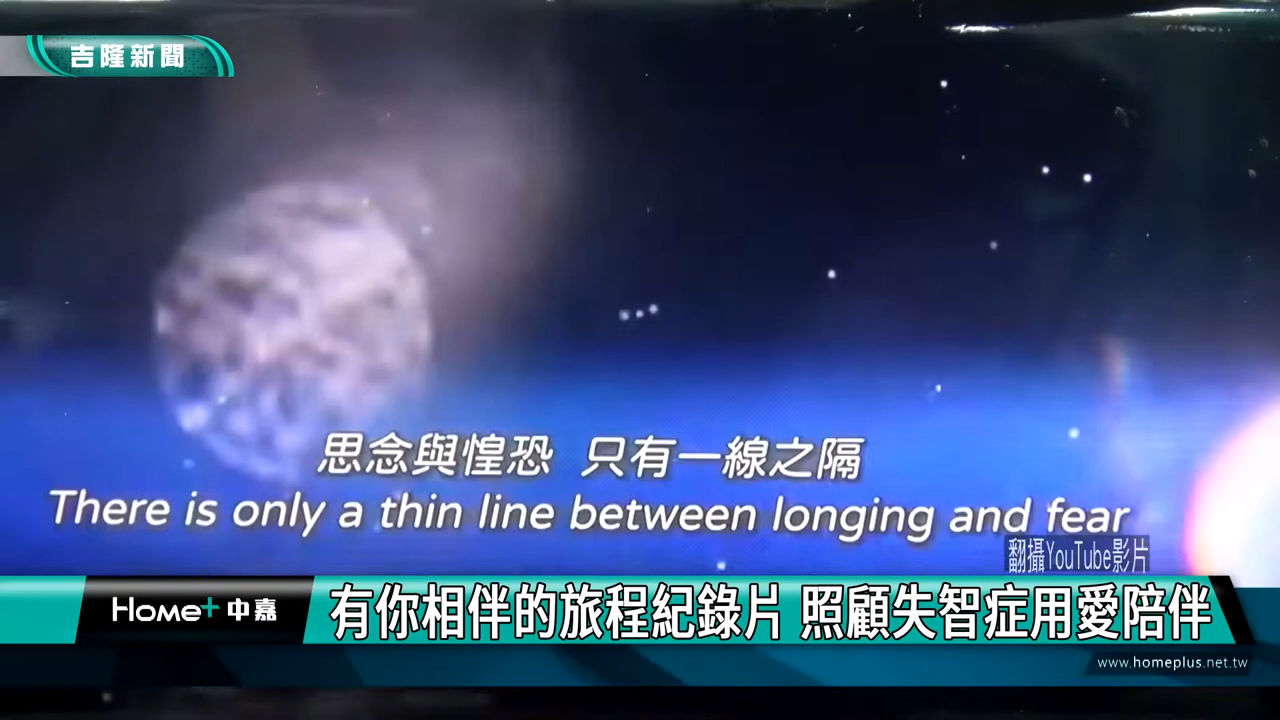 吉隆新聞
思念與惶恐 只有一線之隔
There is only a thin line between longing and fear
翻攝YouTube影片
Home+中嘉
有你相伴的旅程紀錄片 照顧失智症用愛陪伴
www.homeplus.net.tw